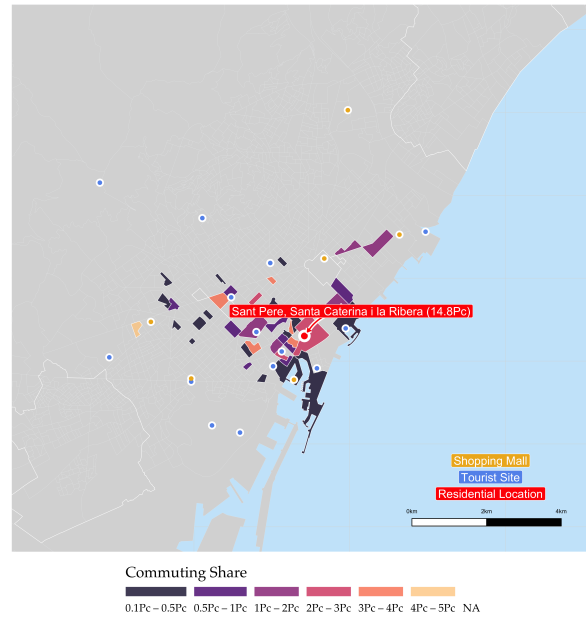 Sant Pere, Santa Caterina i la Ribera (14.8Pc)
Shopping Mall
Tourist Site
Residential Location
0km 2km 4km
Commuting Share
0.1Pc – 0.5Pc 0.5Pc – 1Pc 1Pc – 2Pc 2Pc – 3Pc 3Pc – 4Pc 4Pc – 5Pc NA